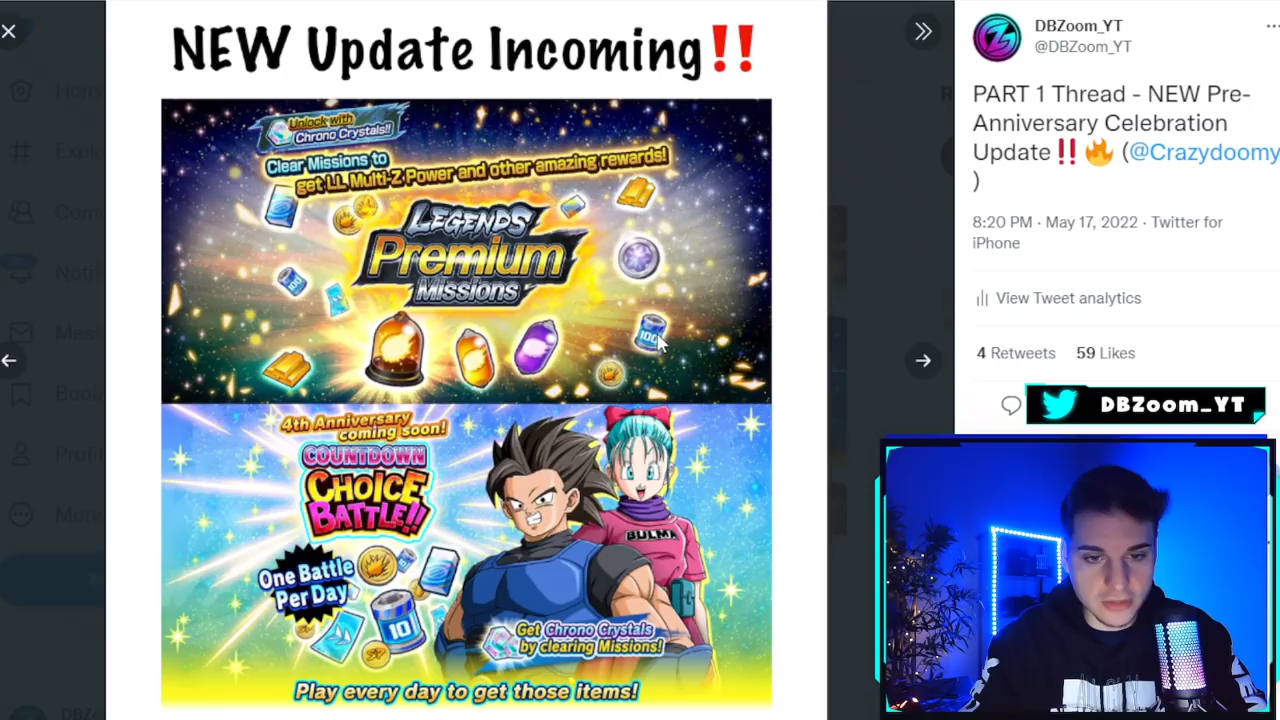 NEW Update Incoming‼
Unlock with
Chrono Crystals!!
Clear Missions to
get LL Multi-Z Power and other amazing rewards!
LEGENDS
Premium
Missions
100
100
4th Anniversary
coming soon!
COUNTDOWN
CHOICE
BATTLE!!
One Battle
Per Day
10
SP
BULMA
Get Chrono Crystals
by clearing Missions!
Play every day to get those items!
DBZoom_YT
@DBZoom_YT
PART 1 Thread - NEW Pre-
Anniversary Celebration
Update‼🔥 (@Crazydoomy
)
8:20 PM · May 17, 2022 · Twitter for
iPhone
View Tweet analytics
4 Retweets 59 Likes
DBZoom_YT